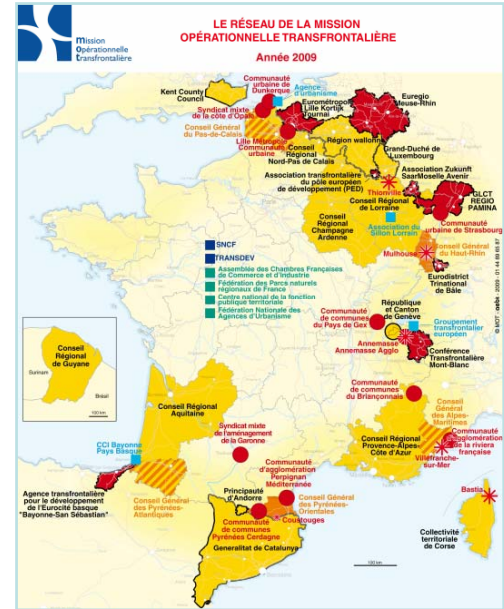 mission
opérationnelle
transfrontalière
LE RÉSEAU DE LA MISSION
OPÉRATIONNELLE TRANSFRONTALIÈRE
Année 2009
Kent County
Council
Communauté
urbaine de
Dunkerque
Agence
d'urbanisme
Syndicat mixte
de la côte d'Opale
Eurométropole
Lille Kortrijk
Tournai
Euregio
Meuse-Rhin
Conseil Général
du Pas-de-Calais
Lille Métropole
Communauté
urbaine
Conseil
Régional
Nord-Pas de Calais
Région wallonne
Grand-Duché de
Luxembourg
Association transfrontalière
du pôle européen
de développement (PED)
Thionville
Association Zukunft
SaarMoselle Avenir
GLCT
REGIO
PAMINA
Conseil Régional
de Lorraine
Communauté
urbaine de Strasbourg
Conseil
Régional
Champagne
Ardenne
Association du
Sillon Lorrain
Mulhouse
Conseil Général
du Haut-Rhin
Eurodistrict
Trinational
de Bâle
SNCF
TRANSDEV
Assemblée des Chambres Françaises
de Commerce et d'Industrie
Fédération des Parcs naturels
régionaux de France
Centre national de la fonction
publique territoriale
Fédération Nationale des
Agences d'Urbanisme
République
et Canton
de Genève
Communauté
de communes
du Pays de Gex
Groupement
transfrontalier
européen
Annemasse
Annemasse Agglo
Conférence
Transfrontalière
Mont-Blanc
Conseil
Régional
de Guyane
Surinam
Brésil
100 km
Communauté
de communes
du Briançonnais
Conseil
Général
des Alpes-
Maritimes
Conseil Régional
Aquitaine
Syndicat mixte
de l'aménagement
de la Garonne
Conseil Régional
Provence-Alpes-
Côte d'Azur
Communauté
d'agglomération
de la riviera
française
Villefranche-
sur-Mer
CCI Bayonne
Pays Basque
Communauté
d'agglomération
Perpignan
Méditerranée
Bastia
Agence transfrontalière
pour le développement
de l'Eurocité basque
"Bayonne-San Sébastian"
Conseil Général
des Pyrénées-
Atlantiques
Principauté
d'Andorre
Conseil Général
des Pyrénées-
Orientales
Coustouges
Communauté
de communes
Pyrénées Cerdagne
Generalitat de Catalunya
Collectivité
territoriale
de Corse
100 km